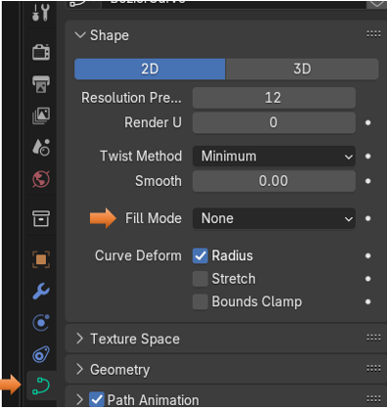 BezierCurve
Shape
2D 3D
Resolution Pre... 12
Render U 0
Twist Method Minimum
Smooth 0.00
Fill Mode None
Curve Deform Radius
Stretch
Bounds Clamp
Texture Space
Geometry
Path Animation